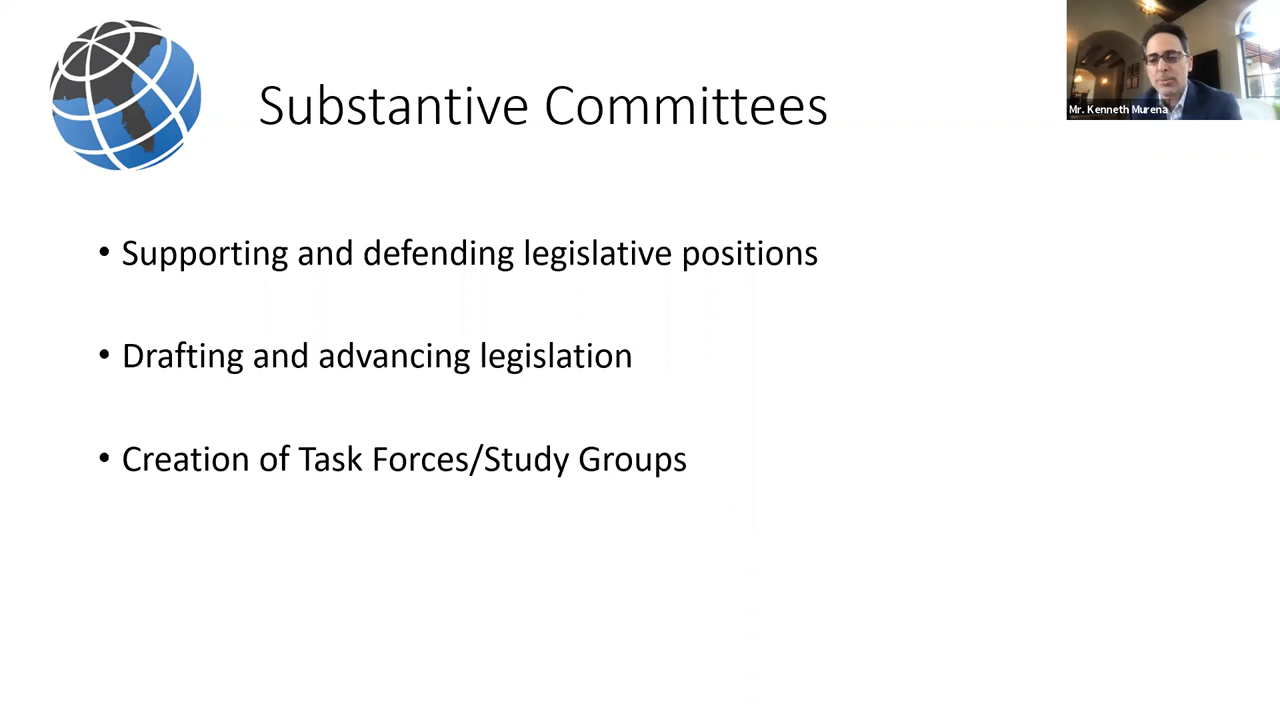 Substantive Committees
Mr. Kenneth Murena
• Supporting and defending legislative positions
• Drafting and advancing legislation
• Creation of Task Forces/Study Groups